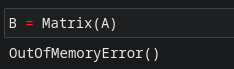 B = Matrix(A)
OutOfMemoryError()